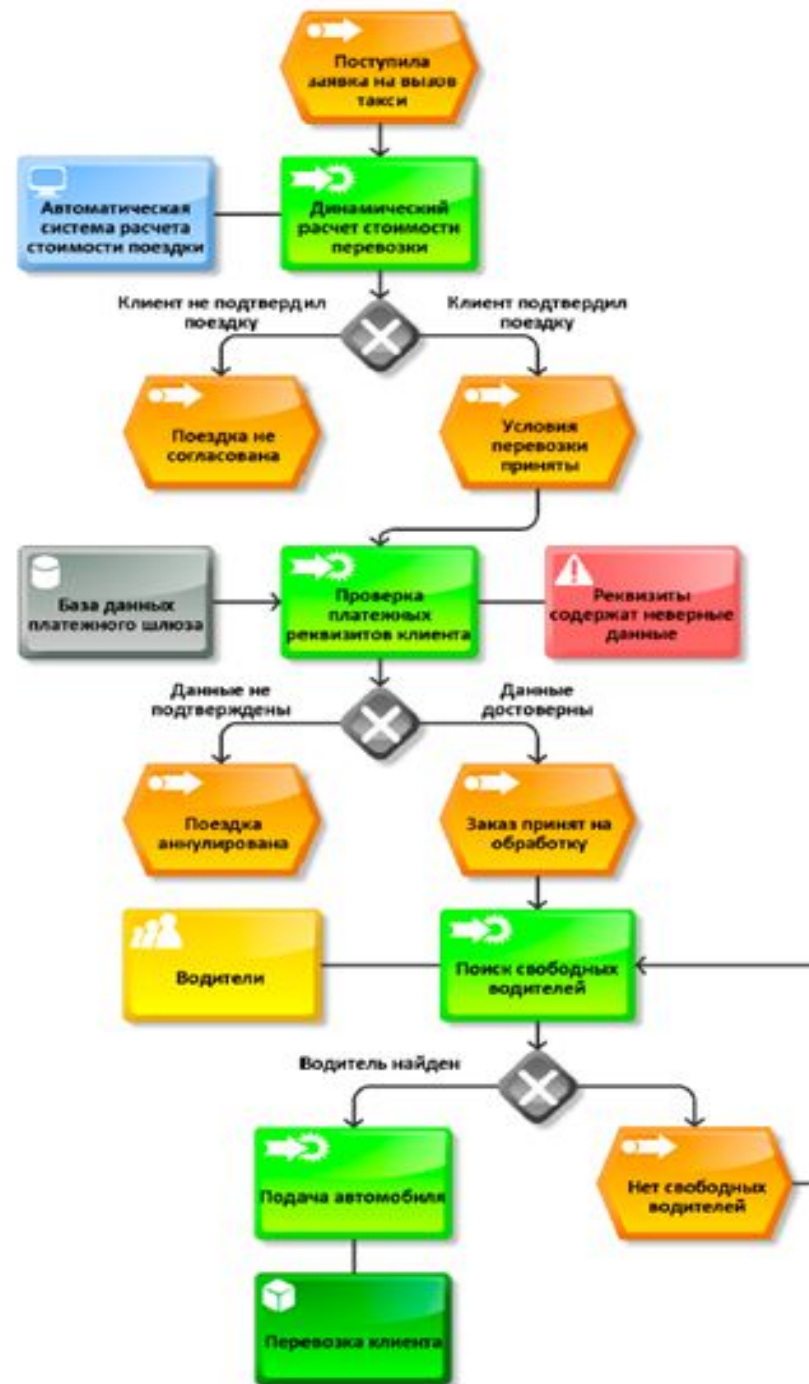 Поступила
заявка на вызов
такси
Автоматическая
система расчета
стоимости поездки
Динамический
расчет стоимости
перевозки
Клиент не подтвердил
поездку
Клиент подтвердил
поездку
Поездка не
согласована
Условия
перевозки
приняты
База данных
платежного шлюза
Проверка
платежных
реквизитов клиента
Реквизиты
содержат неверные
данные
Данные не
подтверждены
Данные
достоверны
Поездка
аннулирована
Заказ принят на
обработку
Водители
Поиск свободных
водителей
Водитель найден
Подача автомобиля
Нет свободных
водителей
Перевозка клиента